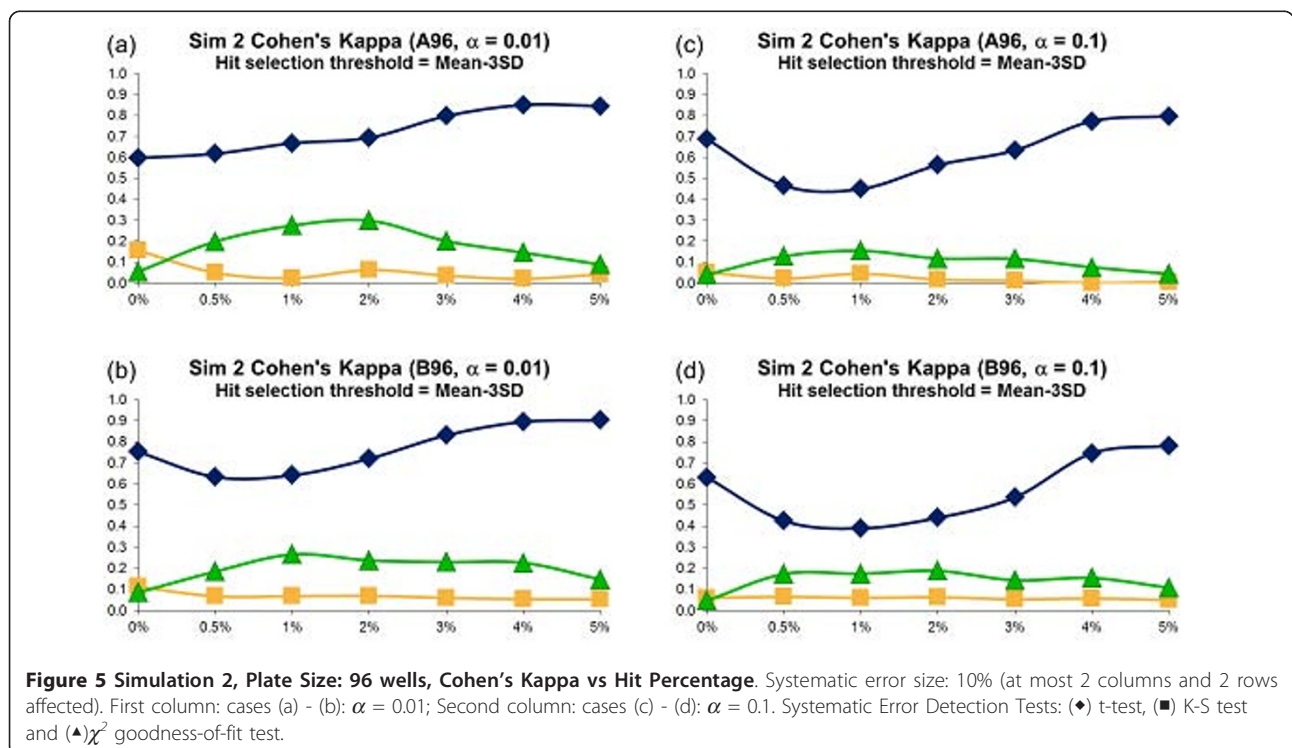 (a)
Sim 2 Cohen's Kappa (A96, α = 0.01)
Hit selection threshold = Mean-3SD
1.0
0.9
0.8
0.7
0.6
0.5
0.4
0.3
0.2
0.1
0.0
0% 0.5% 1% 2% 3% 4% 5%
(c)
Sim 2 Cohen's Kappa (A96, α = 0.1)
Hit selection threshold = Mean-3SD
1.0
0.9
0.8
0.7
0.6
0.5
0.4
0.3
0.2
0.1
0.0
0% 0.5% 1% 2% 3% 4% 5%
(b)
Sim 2 Cohen's Kappa (B96, α = 0.01)
Hit selection threshold = Mean-3SD
1.0
0.9
0.8
0.7
0.6
0.5
0.4
0.3
0.2
0.1
0.0
0% 0.5% 1% 2% 3% 4% 5%
(d)
Sim 2 Cohen's Kappa (B96, α = 0.1)
Hit selection threshold = Mean-3SD
1.0
0.9
0.8
0.7
0.6
0.5
0.4
0.3
0.2
0.1
0.0
0% 0.5% 1% 2% 3% 4% 5%
Figure 5 Simulation 2, Plate Size: 96 wells, Cohen's Kappa vs Hit Percentage. Systematic error size: 10% (at most 2 columns and 2 rows
affected). First column: cases (a) - (b): α = 0.01; Second column: cases (c) - (d): α = 0.1. Systematic Error Detection Tests: (◆) t-test, (■) K-S test
and (▲)χ² goodness-of-fit test.